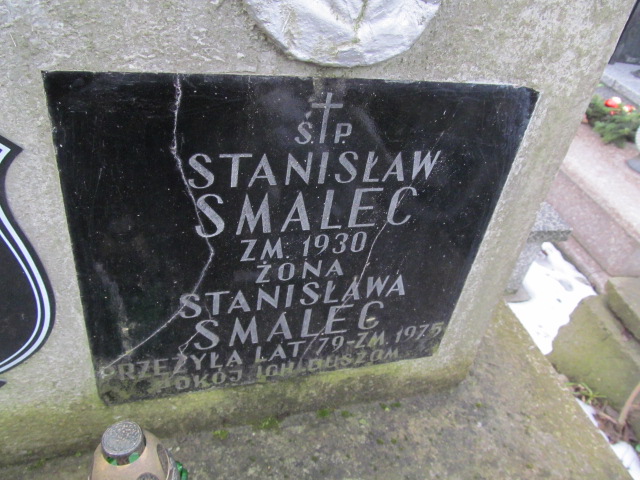 Ś. P.
STANISŁAW
SMALEC
ZM. 1930
ŻONA
STANISŁAWA
SMALEC
PRZEŻYŁA LAT 79-ZM. 1975
POKÓJ ICH DUSZOM